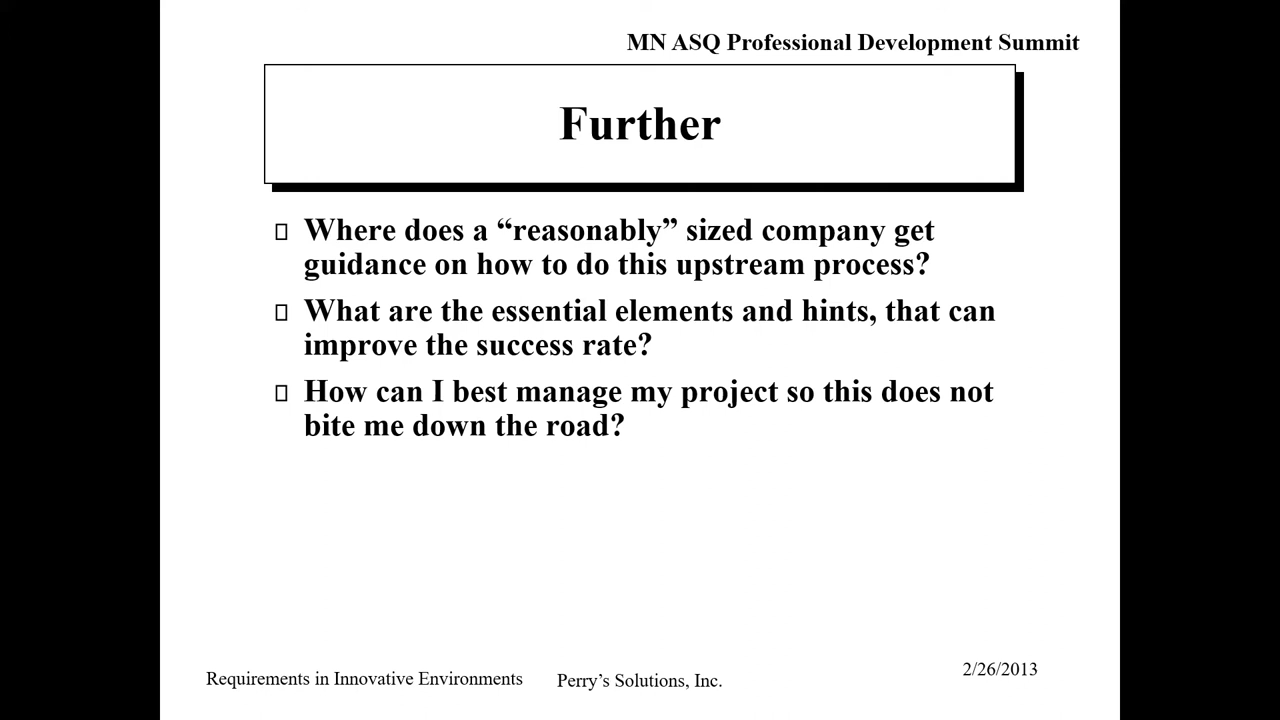 MN ASQ Professional Development Summit
Further
Where does a “reasonably” sized company get
guidance on how to do this upstream process?
What are the essential elements and hints, that can
improve the success rate?
How can I best manage my project so this does not
bite me down the road?
Requirements in Innovative Environments
Perry’s Solutions, Inc.
2/26/2013